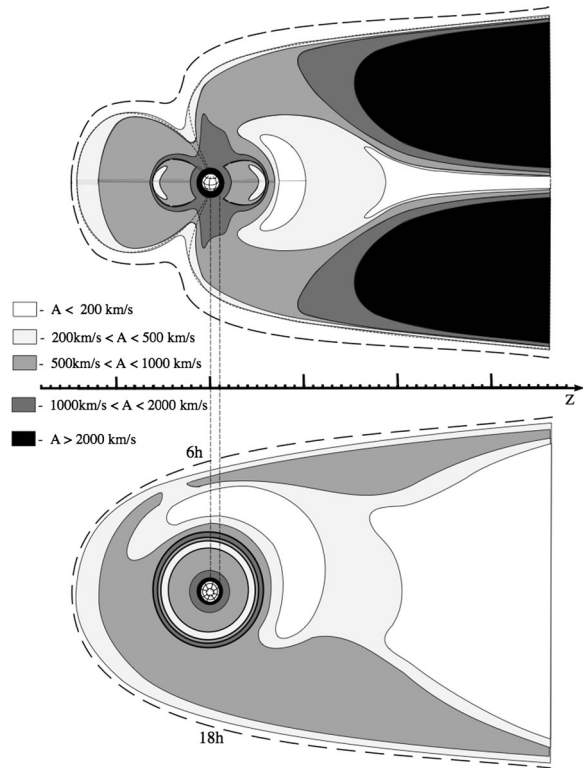 - A < 200 km/s
- 200km/s < A < 500 km/s
- 500km/s < A < 1000 km/s
- 1000km/s < A < 2000 km/s
- A > 2000 km/s
Z
6h
18h